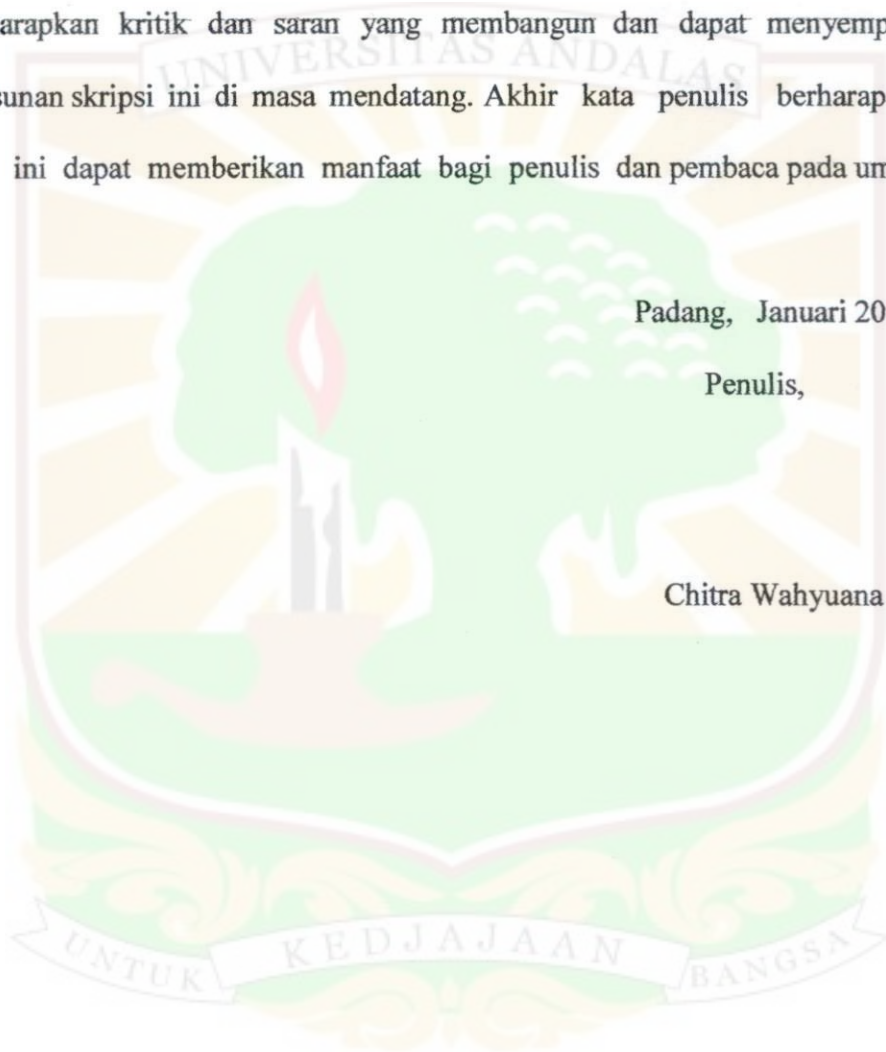 arapkan kritik dan saran yang membangun dan dapat menyemp
UNIVERSITAS ANDALAS
sunan skripsi ini di masa mendatang. Akhir kata penulis berharap
ini dapat memberikan manfaat bagi penulis dan pembaca pada um
Padang, Januari 20
Penulis,
Chitra Wahyuana
UNTUK KEDJAJAAN BANGSA